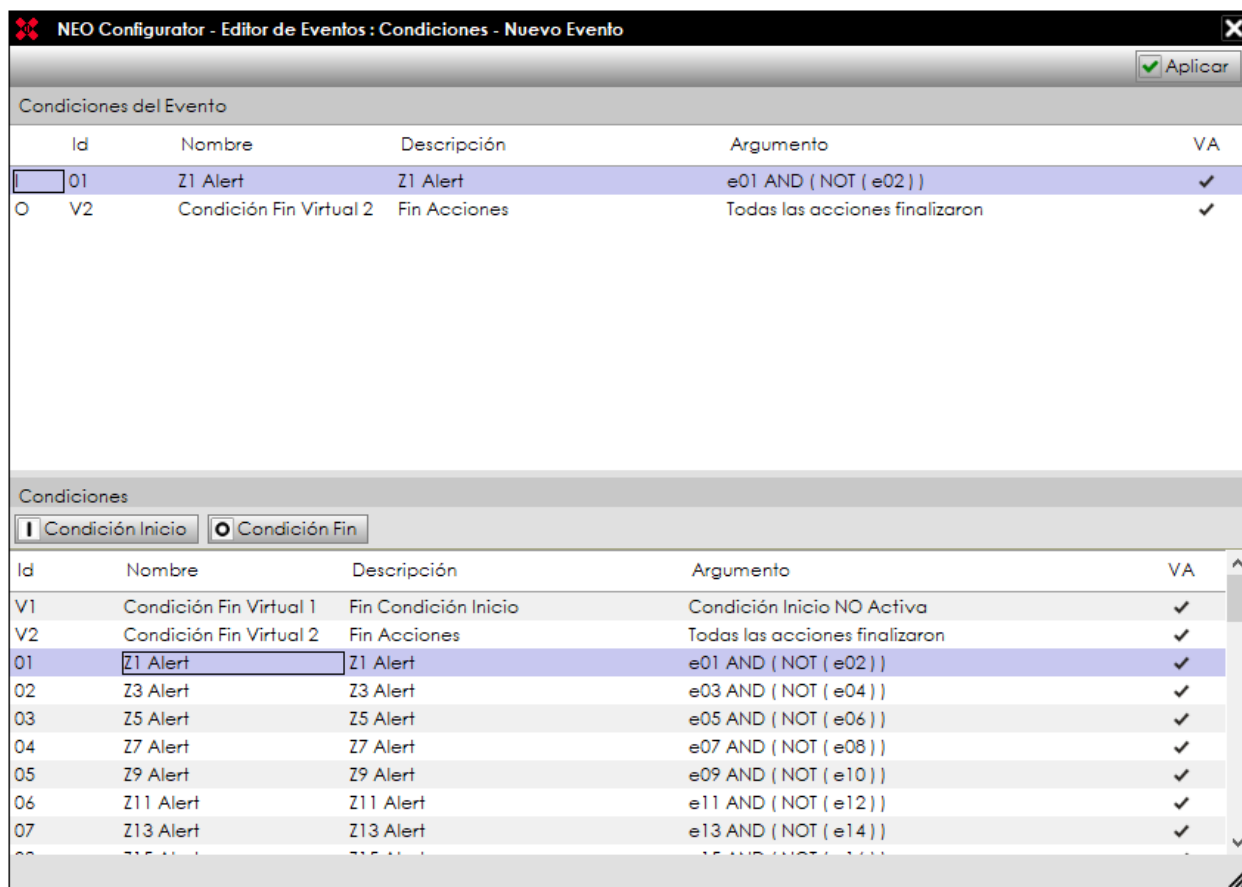 NEO Configurator - Editor de Eventos : Condiciones - Nuevo Evento
Aplicar
Condiciones del Evento
Id Nombre Descripción Argumento VA
I 01 Z1 Alert Z1 Alert e01 AND ( NOT ( e02 ) )
O V2 Condición Fin Virtual 2 Fin Acciones Todas las acciones finalizaron
Condiciones
I Condición Inicio O Condición Fin
Id Nombre Descripción Argumento VA
V1 Condición Fin Virtual 1 Fin Condición Inicio Condición Inicio NO Activa
V2 Condición Fin Virtual 2 Fin Acciones Todas las acciones finalizaron
01 Z1 Alert Z1 Alert e01 AND ( NOT ( e02 ) )
02 Z3 Alert Z3 Alert e03 AND ( NOT ( e04 ) )
03 Z5 Alert Z5 Alert e05 AND ( NOT ( e06 ) )
04 Z7 Alert Z7 Alert e07 AND ( NOT ( e08 ) )
05 Z9 Alert Z9 Alert e09 AND ( NOT ( e10 ) )
06 Z11 Alert Z11 Alert e11 AND ( NOT ( e12 ) )
07 Z13 Alert Z13 Alert e13 AND ( NOT ( e14 ) )